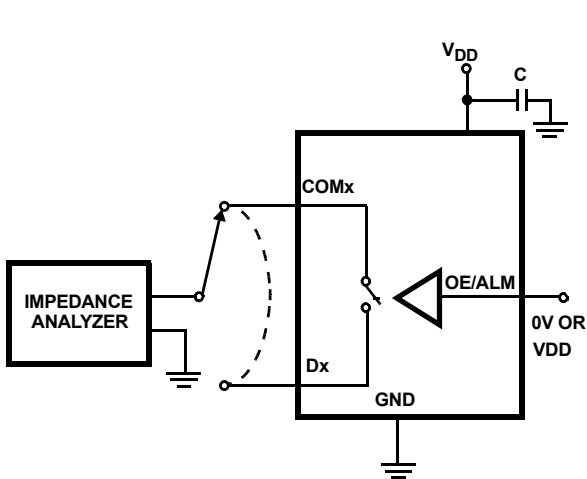 VDD
C
COMx
IMPEDANCE
ANALYZER
OE/ALM
0V OR
VDD
Dx
GND